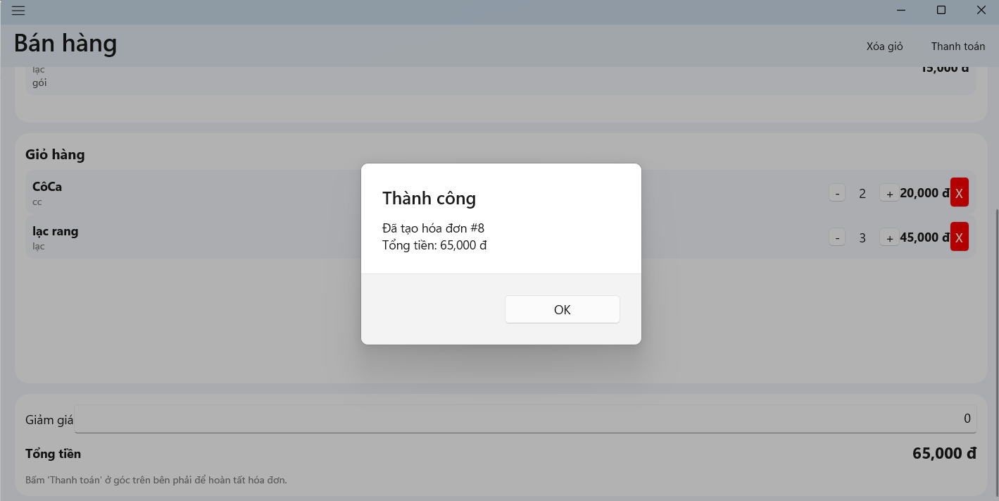 Bán hàng
Xóa giỏ Thanh toán
lạc 15,000 đ
gói
Giỏ hàng
CôCa
cc
- 2 + 20,000 đ X
lạc rang
lạc
- 3 + 45,000 đ X
Thành công
Đã tạo hóa đơn #8
Tổng tiền: 65,000 đ
OK
Giảm giá 0
Tổng tiền 65,000 đ
Bấm 'Thanh toán' ở góc trên bên phải để hoàn tất hóa đơn.